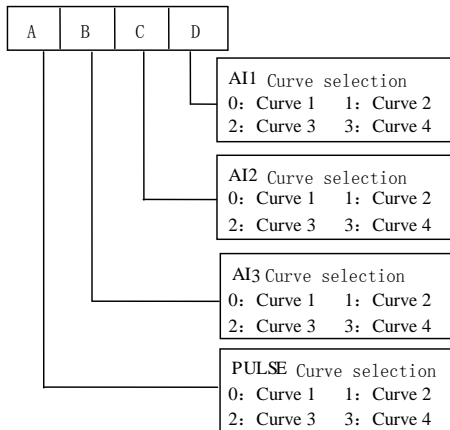 A B C D
AI1 Curve selection
0: Curve 1 1: Curve 2
2: Curve 3 3: Curve 4
AI2 Curve selection
0: Curve 1 1: Curve 2
2: Curve 3 3: Curve 4
AI3 Curve selection
0: Curve 1 1: Curve 2
2: Curve 3 3: Curve 4
PULSE Curve selection
0: Curve 1 1: Curve 2
2: Curve 3 3: Curve 4